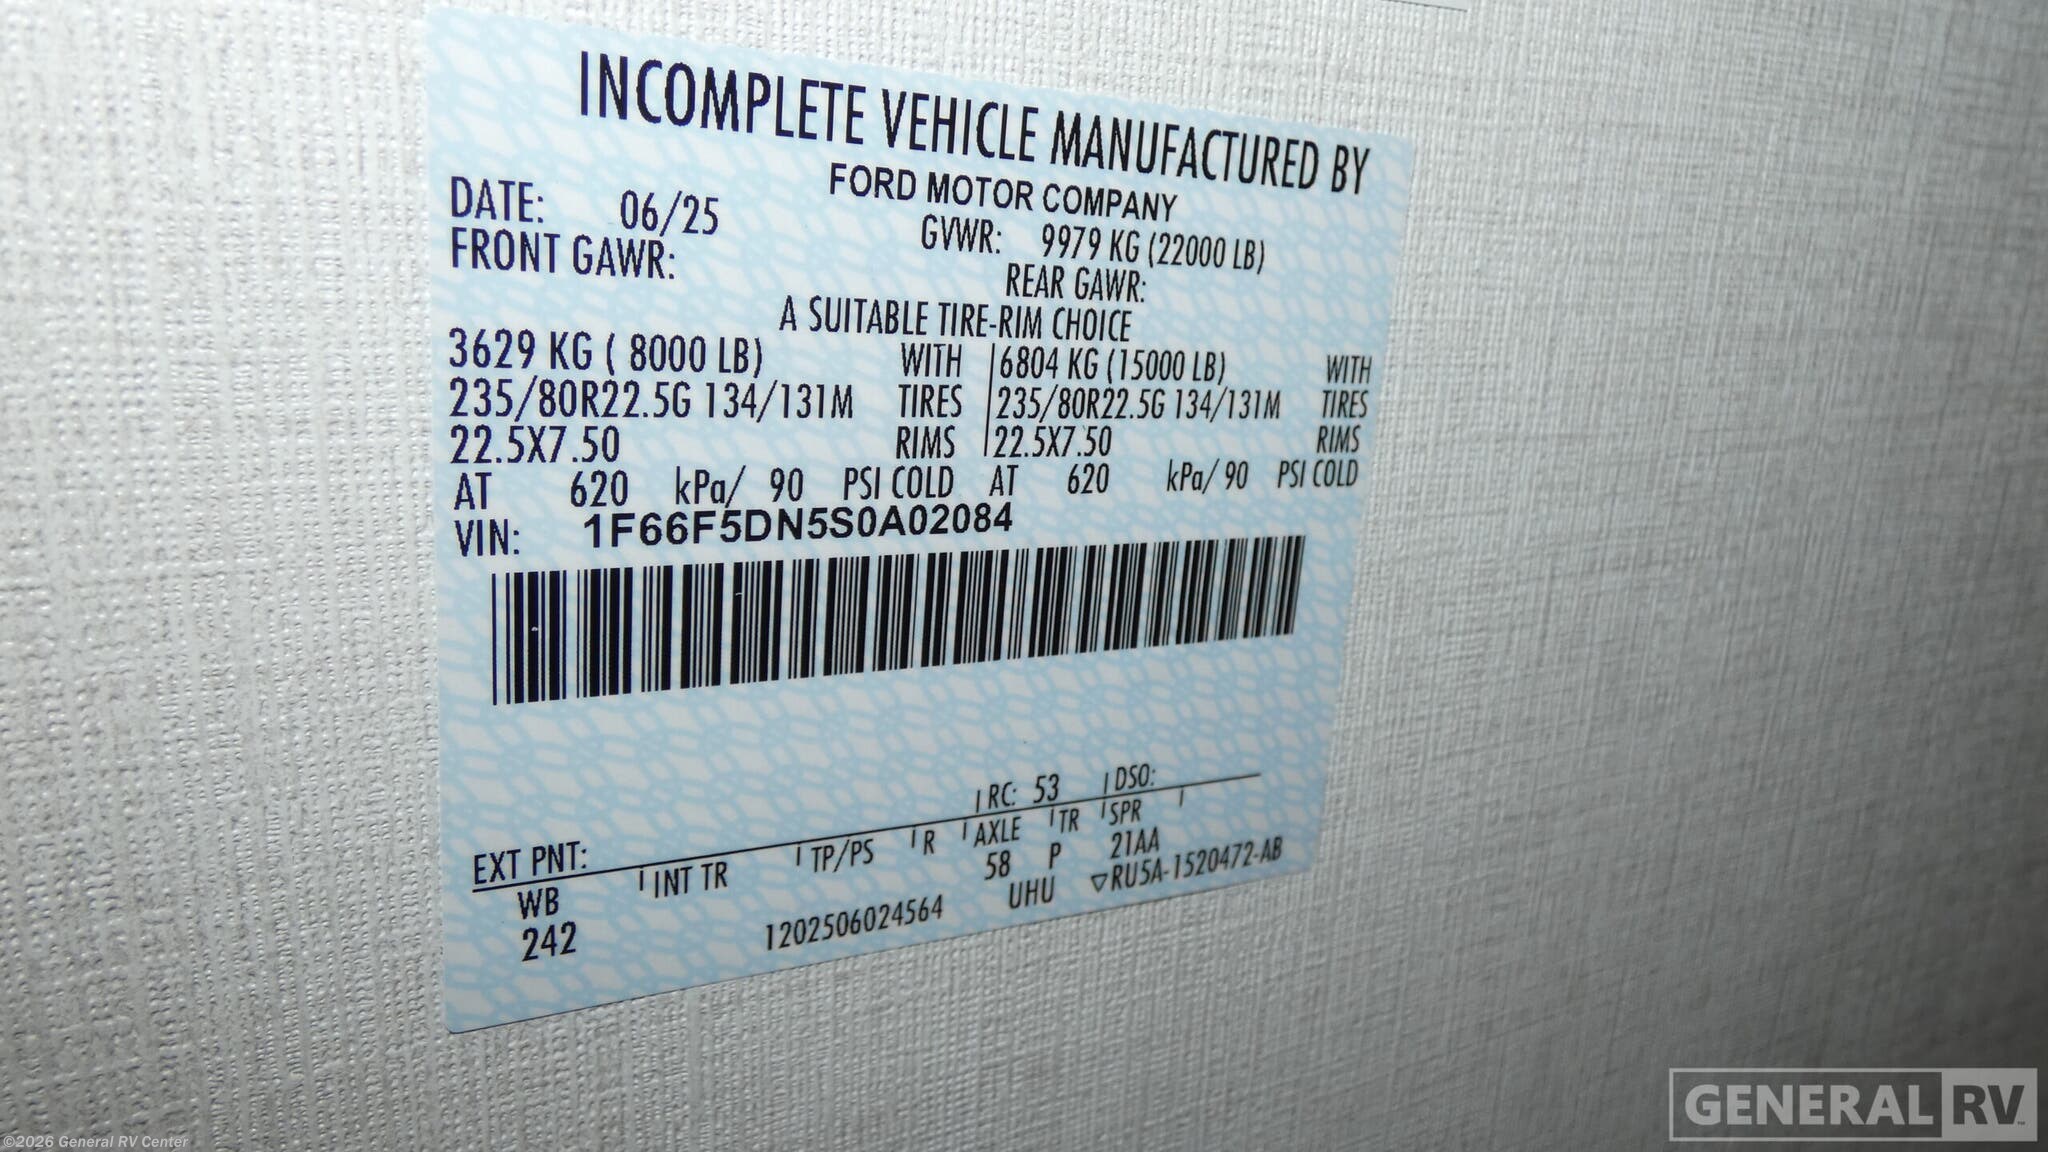 INCOMPLETE VEHICLE MANUFACTURED BY
FORD MOTOR COMPANY
DATE: 06/25 GVWR: 9979 KG (22000 LB)
FRONT GAWR: REAR GAWR:
A SUITABLE TIRE-RIM CHOICE
3629 KG ( 8000 LB) WITH 6804 KG (15000 LB) WITH
235/80R22.5G 134/131M TIRES 235/80R22.5G 134/131M TIRES
22.5X7.50 RIMS 22.5X7.50 RIMS
AT 620 kPa/ 90 PSI COLD AT 620 kPa/ 90 PSI COLD
VIN: 1F66F5DN5S0A02084
EXT PNT: RC: 53 DSO:
WB INT TR TP/PS R AXLE TR SPR
242 58 P 21AA
1202506024564 UHU ▽RU5A-1520472-AB
GENERAL RV™
©2026 General RV Center